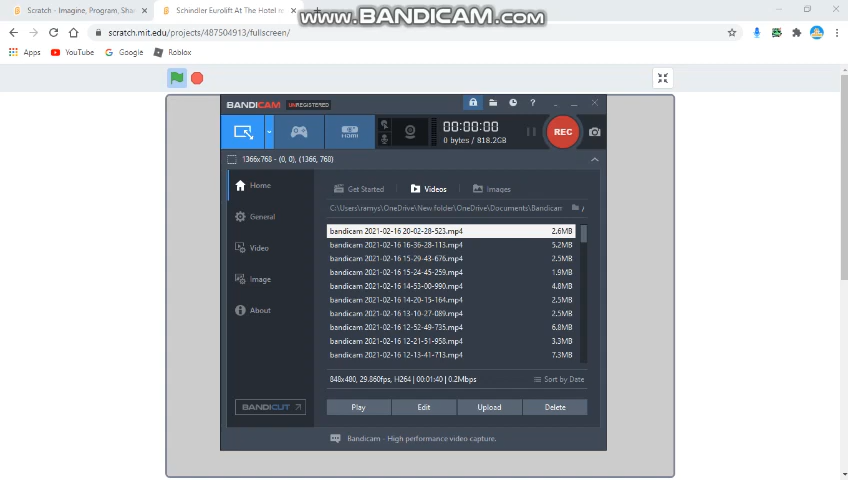 Scratch - Imagine, Program, Shar
Schindler Eurolift At The Hotel re
www.BANDICAM.com
scratch.mit.edu/projects/487504913/fullscreen/
Apps
YouTube
Google
Roblox
BANDICAM
UNREGISTERED
?
HDMI
00:00:00
0 bytes / 818.2GB
REC
1366x768 - (0, 0), (1366, 768)
Home
General
Video
Image
About
BANDICUT
Get Started
Videos
Images
C:\Users\ramys\OneDrive\New folder\OneDrive\Documents\Bandicam
bandicam 2021-02-16 20-02-28-523.mp4 2.6MB
bandicam 2021-02-16 16-36-28-113.mp4 5.2MB
bandicam 2021-02-16 15-29-43-676.mp4 2.5MB
bandicam 2021-02-16 15-24-45-259.mp4 1.9MB
bandicam 2021-02-16 14-53-00-990.mp4 4.8MB
bandicam 2021-02-16 14-20-15-164.mp4 2.5MB
bandicam 2021-02-16 13-10-27-089.mp4 2.5MB
bandicam 2021-02-16 12-52-49-735.mp4 6.8MB
bandicam 2021-02-16 12-21-51-958.mp4 3.3MB
bandicam 2021-02-16 12-13-41-713.mp4 7.3MB
848x480, 29.860fps, H264 | 00:01:40 | 0.2Mbps
Sort by Date
Play
Edit
Upload
Delete
Bandicam - High performance video capture.